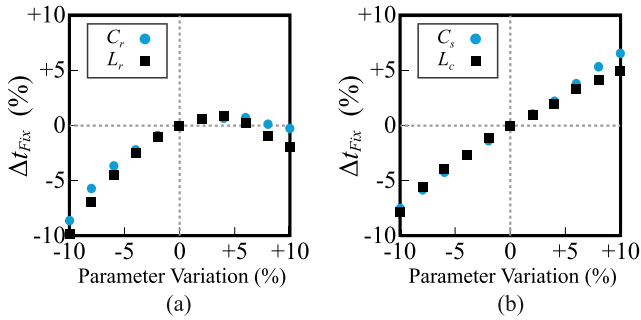 +10
+5
0
-5
-10
Δt_Fix (%)
C_r
L_r
-10 -5 0 +5 +10
Parameter Variation (%)
(a)
+10
+5
0
-5
-10
Δt_Fix (%)
C_s
L_c
-10 -5 0 +5 +10
Parameter Variation (%)
(b)